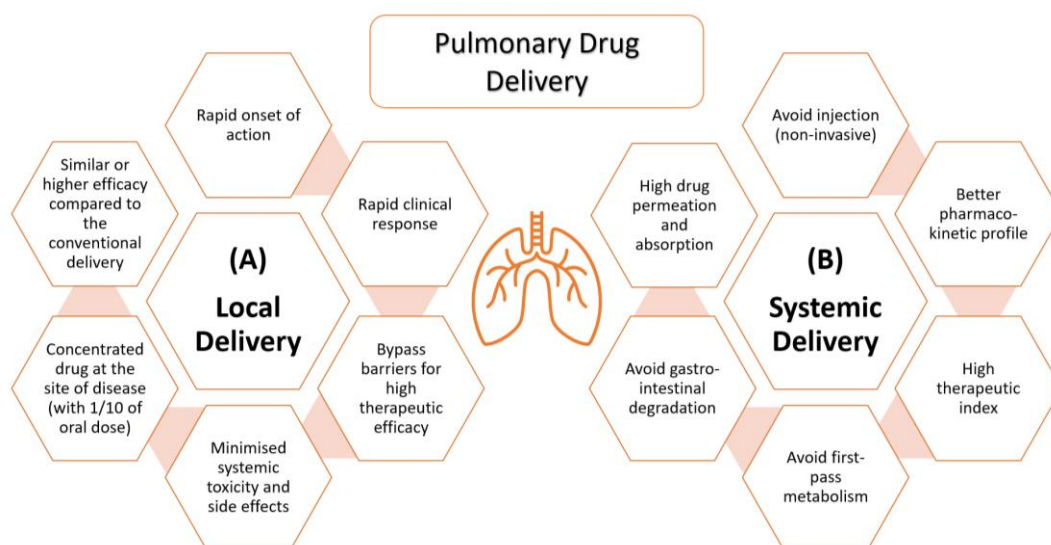 Pulmonary Drug
Delivery
Rapid onset of
action
Rapid clinical
response
Bypass
barriers for
high
therapeutic
efficacy
Minimised
systemic
toxicity and
side effects
Concentrated
drug at the
site of disease
(with 1/10 of
oral dose)
Similar or
higher efficacy
compared to
the
conventional
delivery
(A)
Local
Delivery
Avoid injection
(non-invasive)
Better
pharmaco-
kinetic profile
High
therapeutic
index
Avoid first-
pass
metabolism
Avoid gastro-
intestinal
degradation
High drug
permeation
and
absorption
(B)
Systemic
Delivery